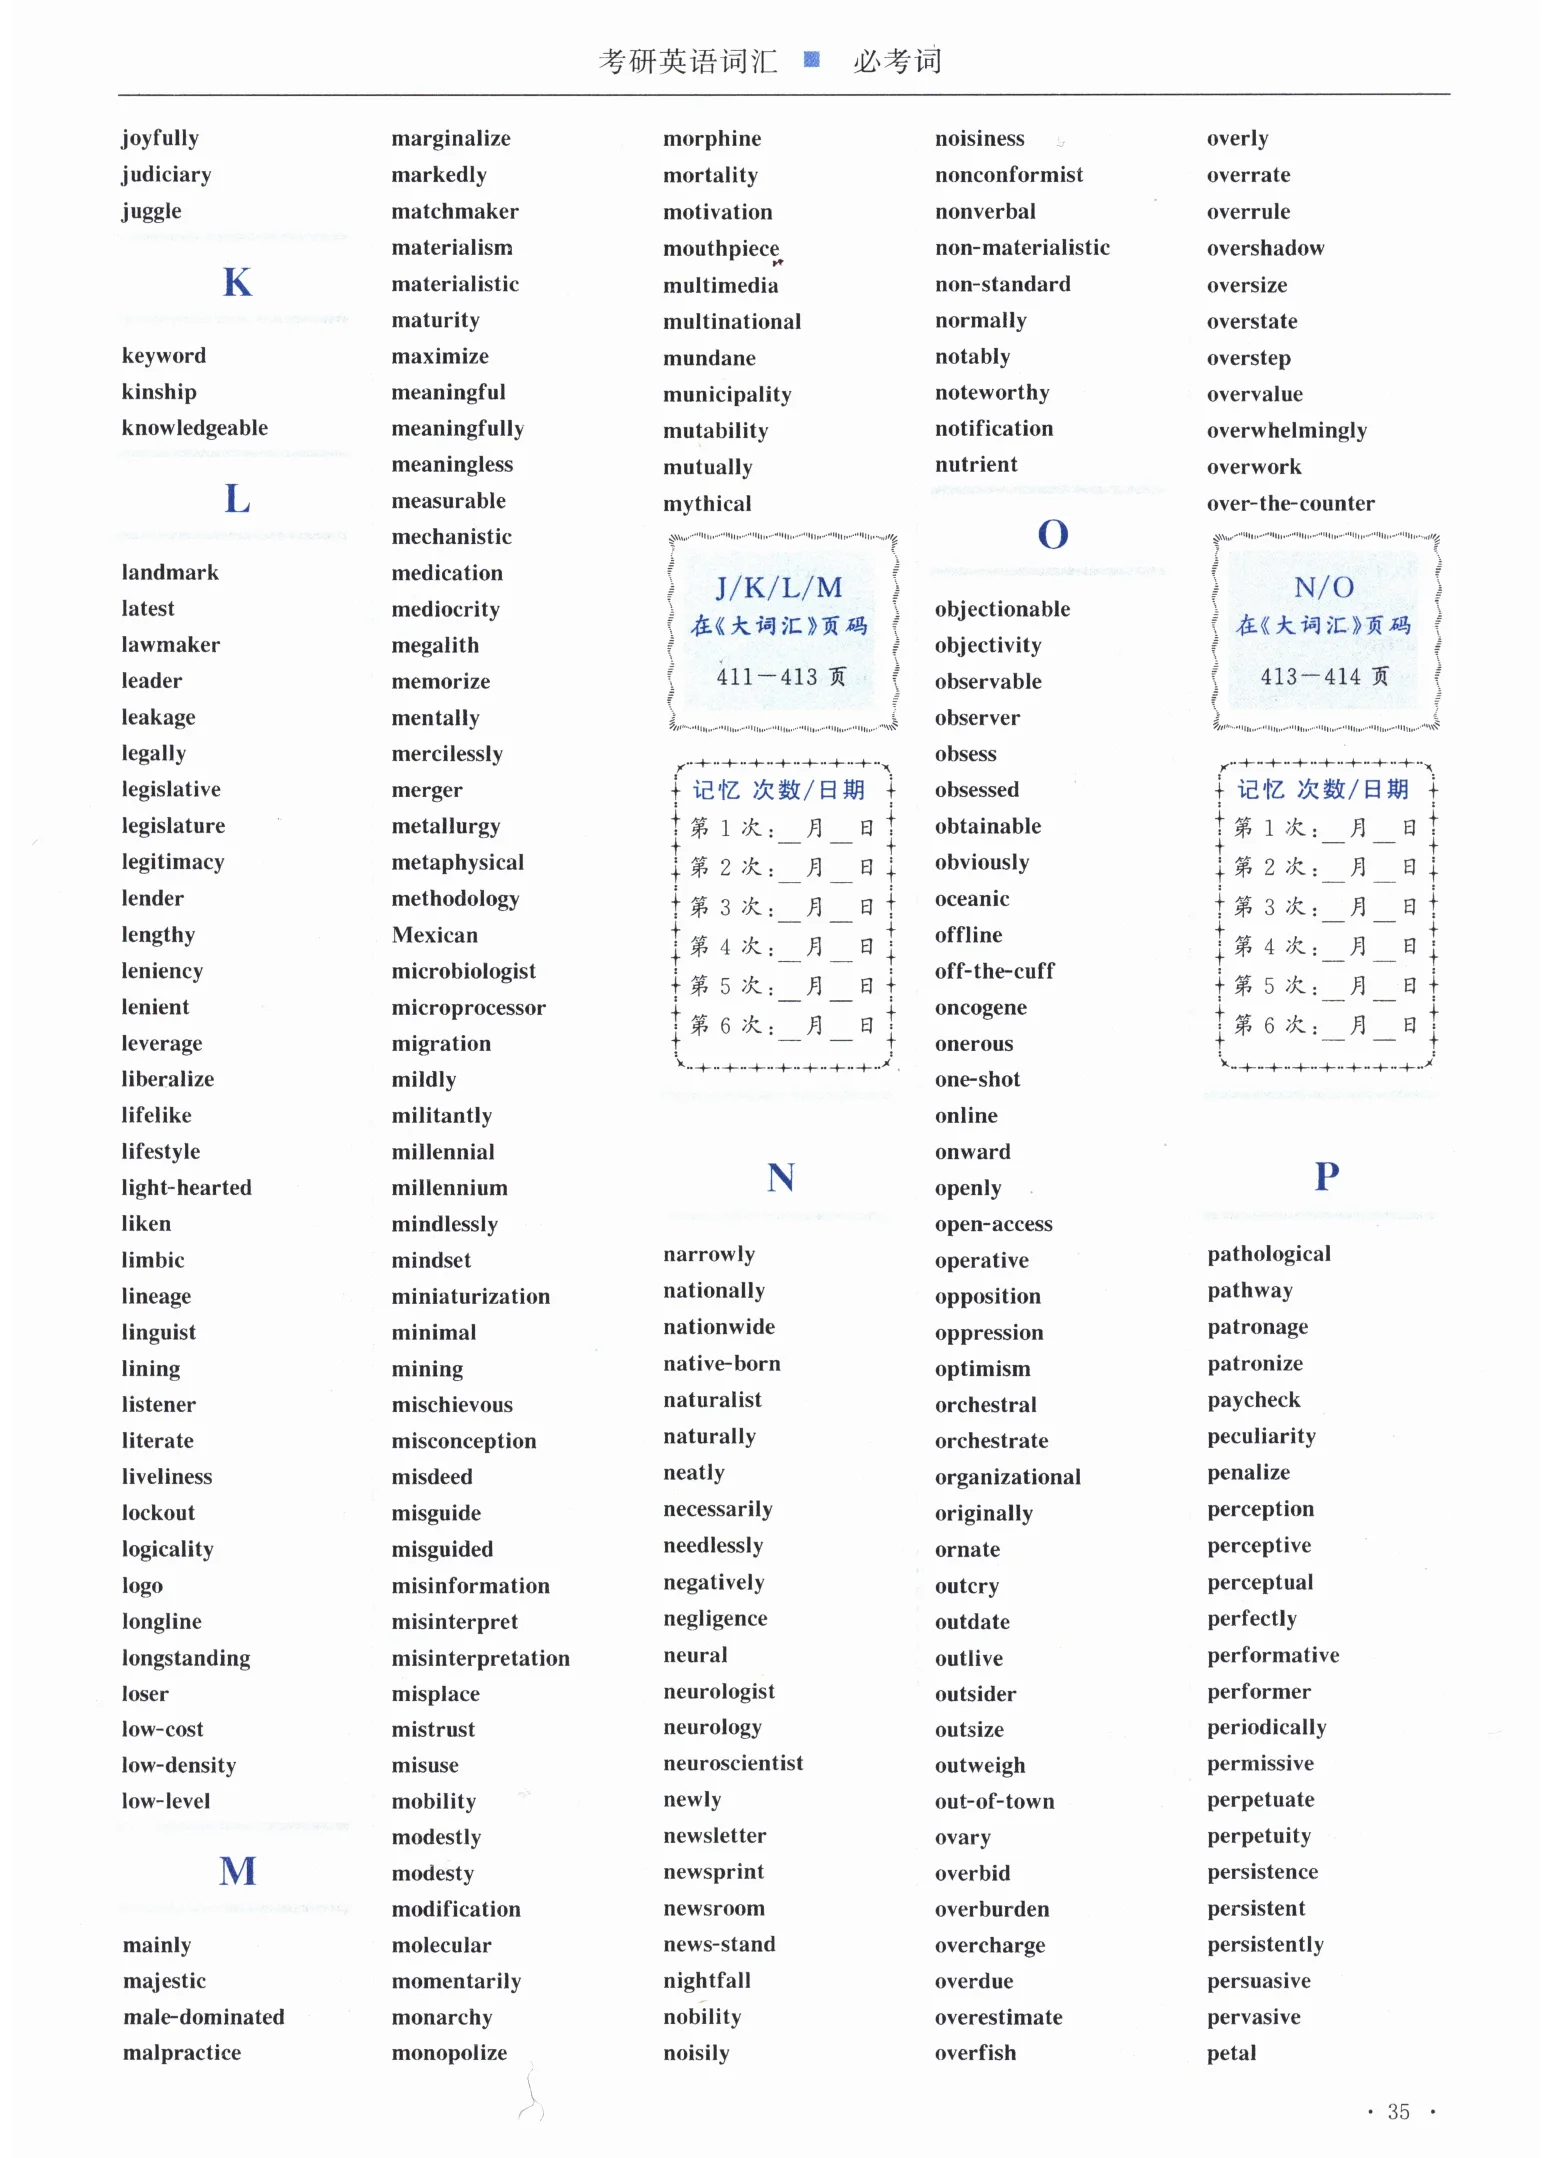 考研英语词汇 ■ 必考词
joyfully
judiciary
juggle
K
keyword
kinship
knowledgeable
L
landmark
latest
lawmaker
leader
leakage
legally
legislative
legislature
legitimacy
lender
lengthy
leniency
lenient
leverage
liberalize
lifelike
lifestyle
light-hearted
liken
limbic
lineage
linguist
lining
listener
literate
liveliness
lockout
logicality
logo
longline
longstanding
loser
low-cost
low-density
low-level
M
mainly
majestic
male-dominated
malpractice
marginalize
markedly
matchmaker
materialism
materialistic
maturity
maximize
meaningful
meaningfully
meaningless
measurable
mechanistic
medication
mediocrity
megalith
memorize
mentally
mercilessly
merger
metallurgy
metaphysical
methodology
Mexican
microbiologist
microprocessor
migration
mildly
militantly
millennial
millennium
mindlessly
mindset
miniaturization
minimal
mining
mischievous
misconception
misdeed
misguide
misguided
misinformation
misinterpret
misinterpretation
misplace
mistrust
misuse
mobility
modestly
modesty
modification
molecular
momentarily
monarchy
monopolize
morphine
mortality
motivation
mouthpiece
multimedia
multinational
mundane
municipality
mutability
mutually
mythical
J/K/L/M
在《大词汇》页码
411—413 页
记忆 次数/日期
第 1 次:__月__日
第 2 次:__月__日
第 3 次:__月__日
第 4 次:__月__日
第 5 次:__月__日
第 6 次:__月__日
N
narrowly
nationally
nationwide
native-born
naturalist
naturally
neatly
necessarily
needlessly
negatively
negligence
neural
neurologist
neurology
neuroscientist
newly
newsletter
newsprint
newsroom
news-stand
nightfall
nobility
noisily
noisiness
nonconformist
nonverbal
non-materialistic
non-standard
normally
notably
noteworthy
notification
nutrient
O
objectionable
objectivity
observable
observer
obsess
obsessed
obtainable
obviously
oceanic
offline
off-the-cuff
oncogene
onerous
one-shot
online
onward
openly
open-access
operative
opposition
oppression
optimism
orchestral
orchestrate
organizational
originally
ornate
outcry
outdate
outlive
outsider
outsize
outweigh
out-of-town
ovary
overbid
overburden
overcharge
overdue
overestimate
overfish
overly
overrate
overrule
overshadow
oversize
overstate
overstep
overvalue
overwhelmingly
overwork
over-the-counter
N/O
在《大词汇》页码
413—414 页
记忆 次数/日期
第 1 次:__月__日
第 2 次:__月__日
第 3 次:__月__日
第 4 次:__月__日
第 5 次:__月__日
第 6 次:__月__日
P
pathological
pathway
patronage
patronize
paycheck
peculiarity
penalize
perception
perceptive
perceptual
perfectly
performative
performer
periodically
permissive
perpetuate
perpetuity
persistence
persistent
persistently
persuasive
pervasive
petal
· 35 ·